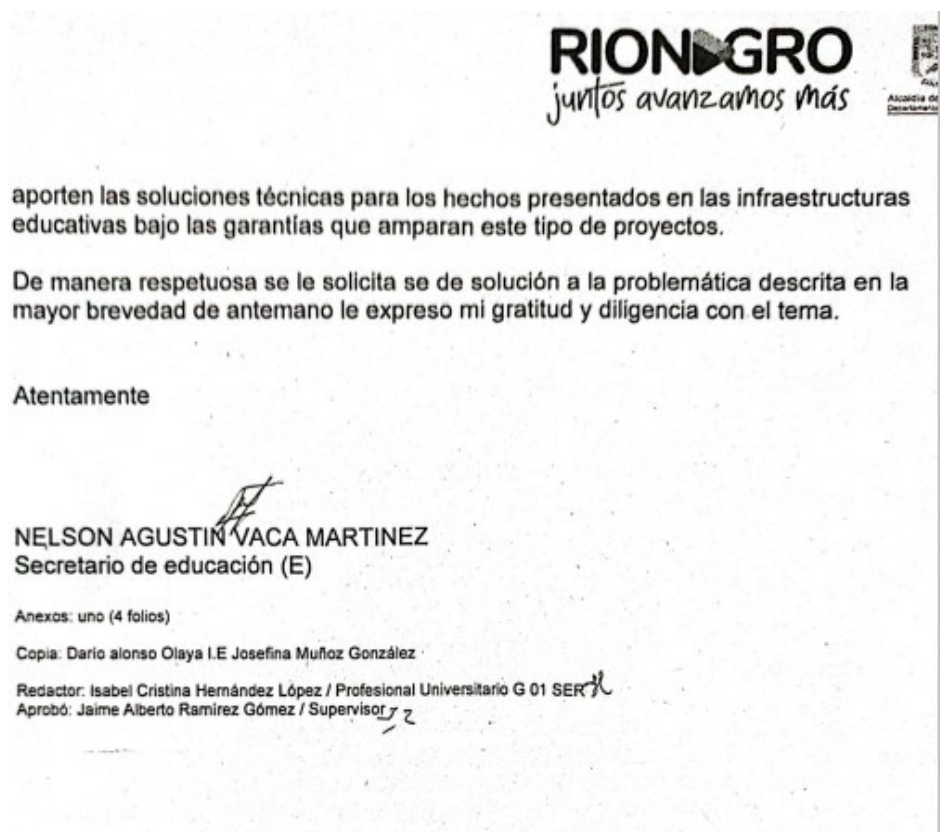 RIONEGRO
juntos avanzamos más
Alcaldía de
Departamento
aporten las soluciones técnicas para los hechos presentados en las infraestructuras
educativas bajo las garantías que amparan este tipo de proyectos.
De manera respetuosa se le solicita se de solución a la problemática descrita en la
mayor brevedad de antemano le expreso mi gratitud y diligencia con el tema.
Atentamente
NELSON AGUSTIN VACA MARTINEZ
Secretario de educación (E)
Anexos: uno (4 folios)
Copia: Dario alonso Olaya I.E Josefina Muñoz González
Redactor: Isabel Cristina Hernández López / Profesional Universitario G 01 SER
Aprobó: Jaime Alberto Ramírez Gómez / Supervisor